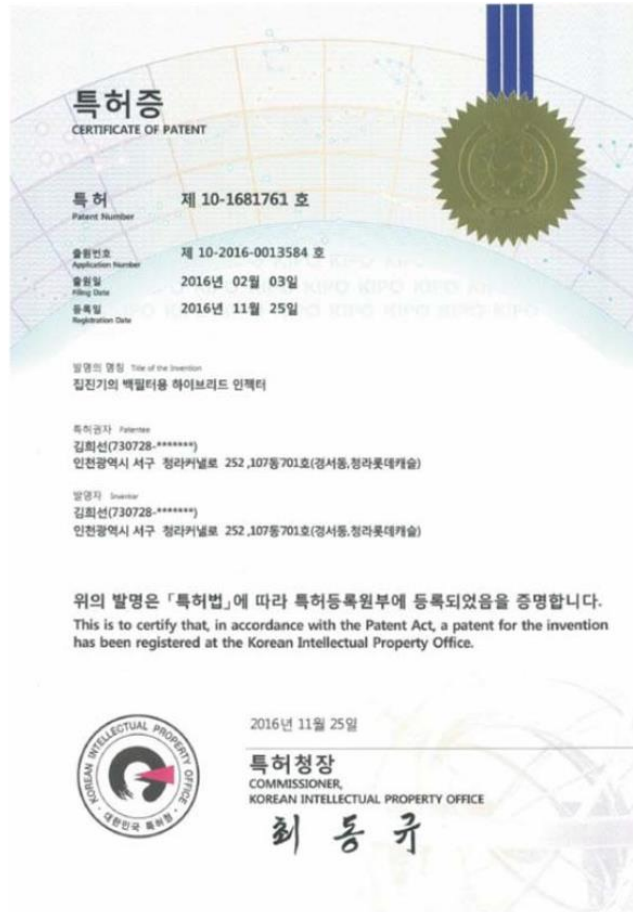 특허증
CERTIFICATE OF PATENT
특 허 제 10-1681761 호
Patent Number
출원번호 제 10-2016-0013584 호
Application Number
출원일 2016년 02월 03일
Filing Date
등록일 2016년 11월 25일
Registration Date
발명의 명칭 Title of the Invention
집진기의 백필터용 하이브리드 인젝터
특허권자 Patentee
김희선(730728-*******)
인천광역시 서구 청라커낼로 252 ,107동701호(경서동,청라롯데캐슬)
발명자 Inventor
김희선(730728-*******)
인천광역시 서구 청라커낼로 252 ,107동701호(경서동,청라롯데캐슬)
위의 발명은 「특허법」에 따라 특허등록원부에 등록되었음을 증명합니다.
This is to certify that, in accordance with the Patent Act, a patent for the invention
has been registered at the Korean Intellectual Property Office.
2016년 11월 25일
특허청장
COMMISSIONER,
KOREAN INTELLECTUAL PROPERTY OFFICE
최 동 규
KOREAN INTELLECTUAL PROPERTY OFFICE
대한민국 특허청